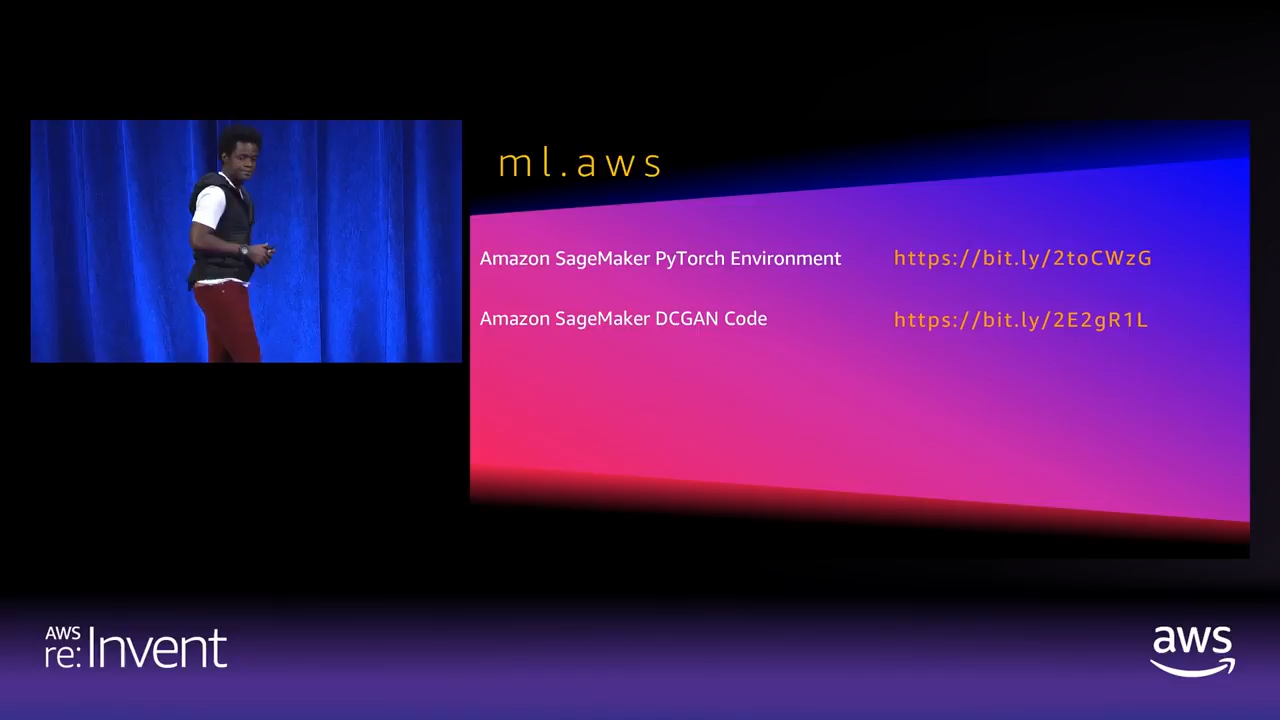 ml.aws
Amazon SageMaker PyTorch Environment https://bit.ly/2toCWzG
Amazon SageMaker DCGAN Code https://bit.ly/2E2gR1L
AWS
re:Invent
aws